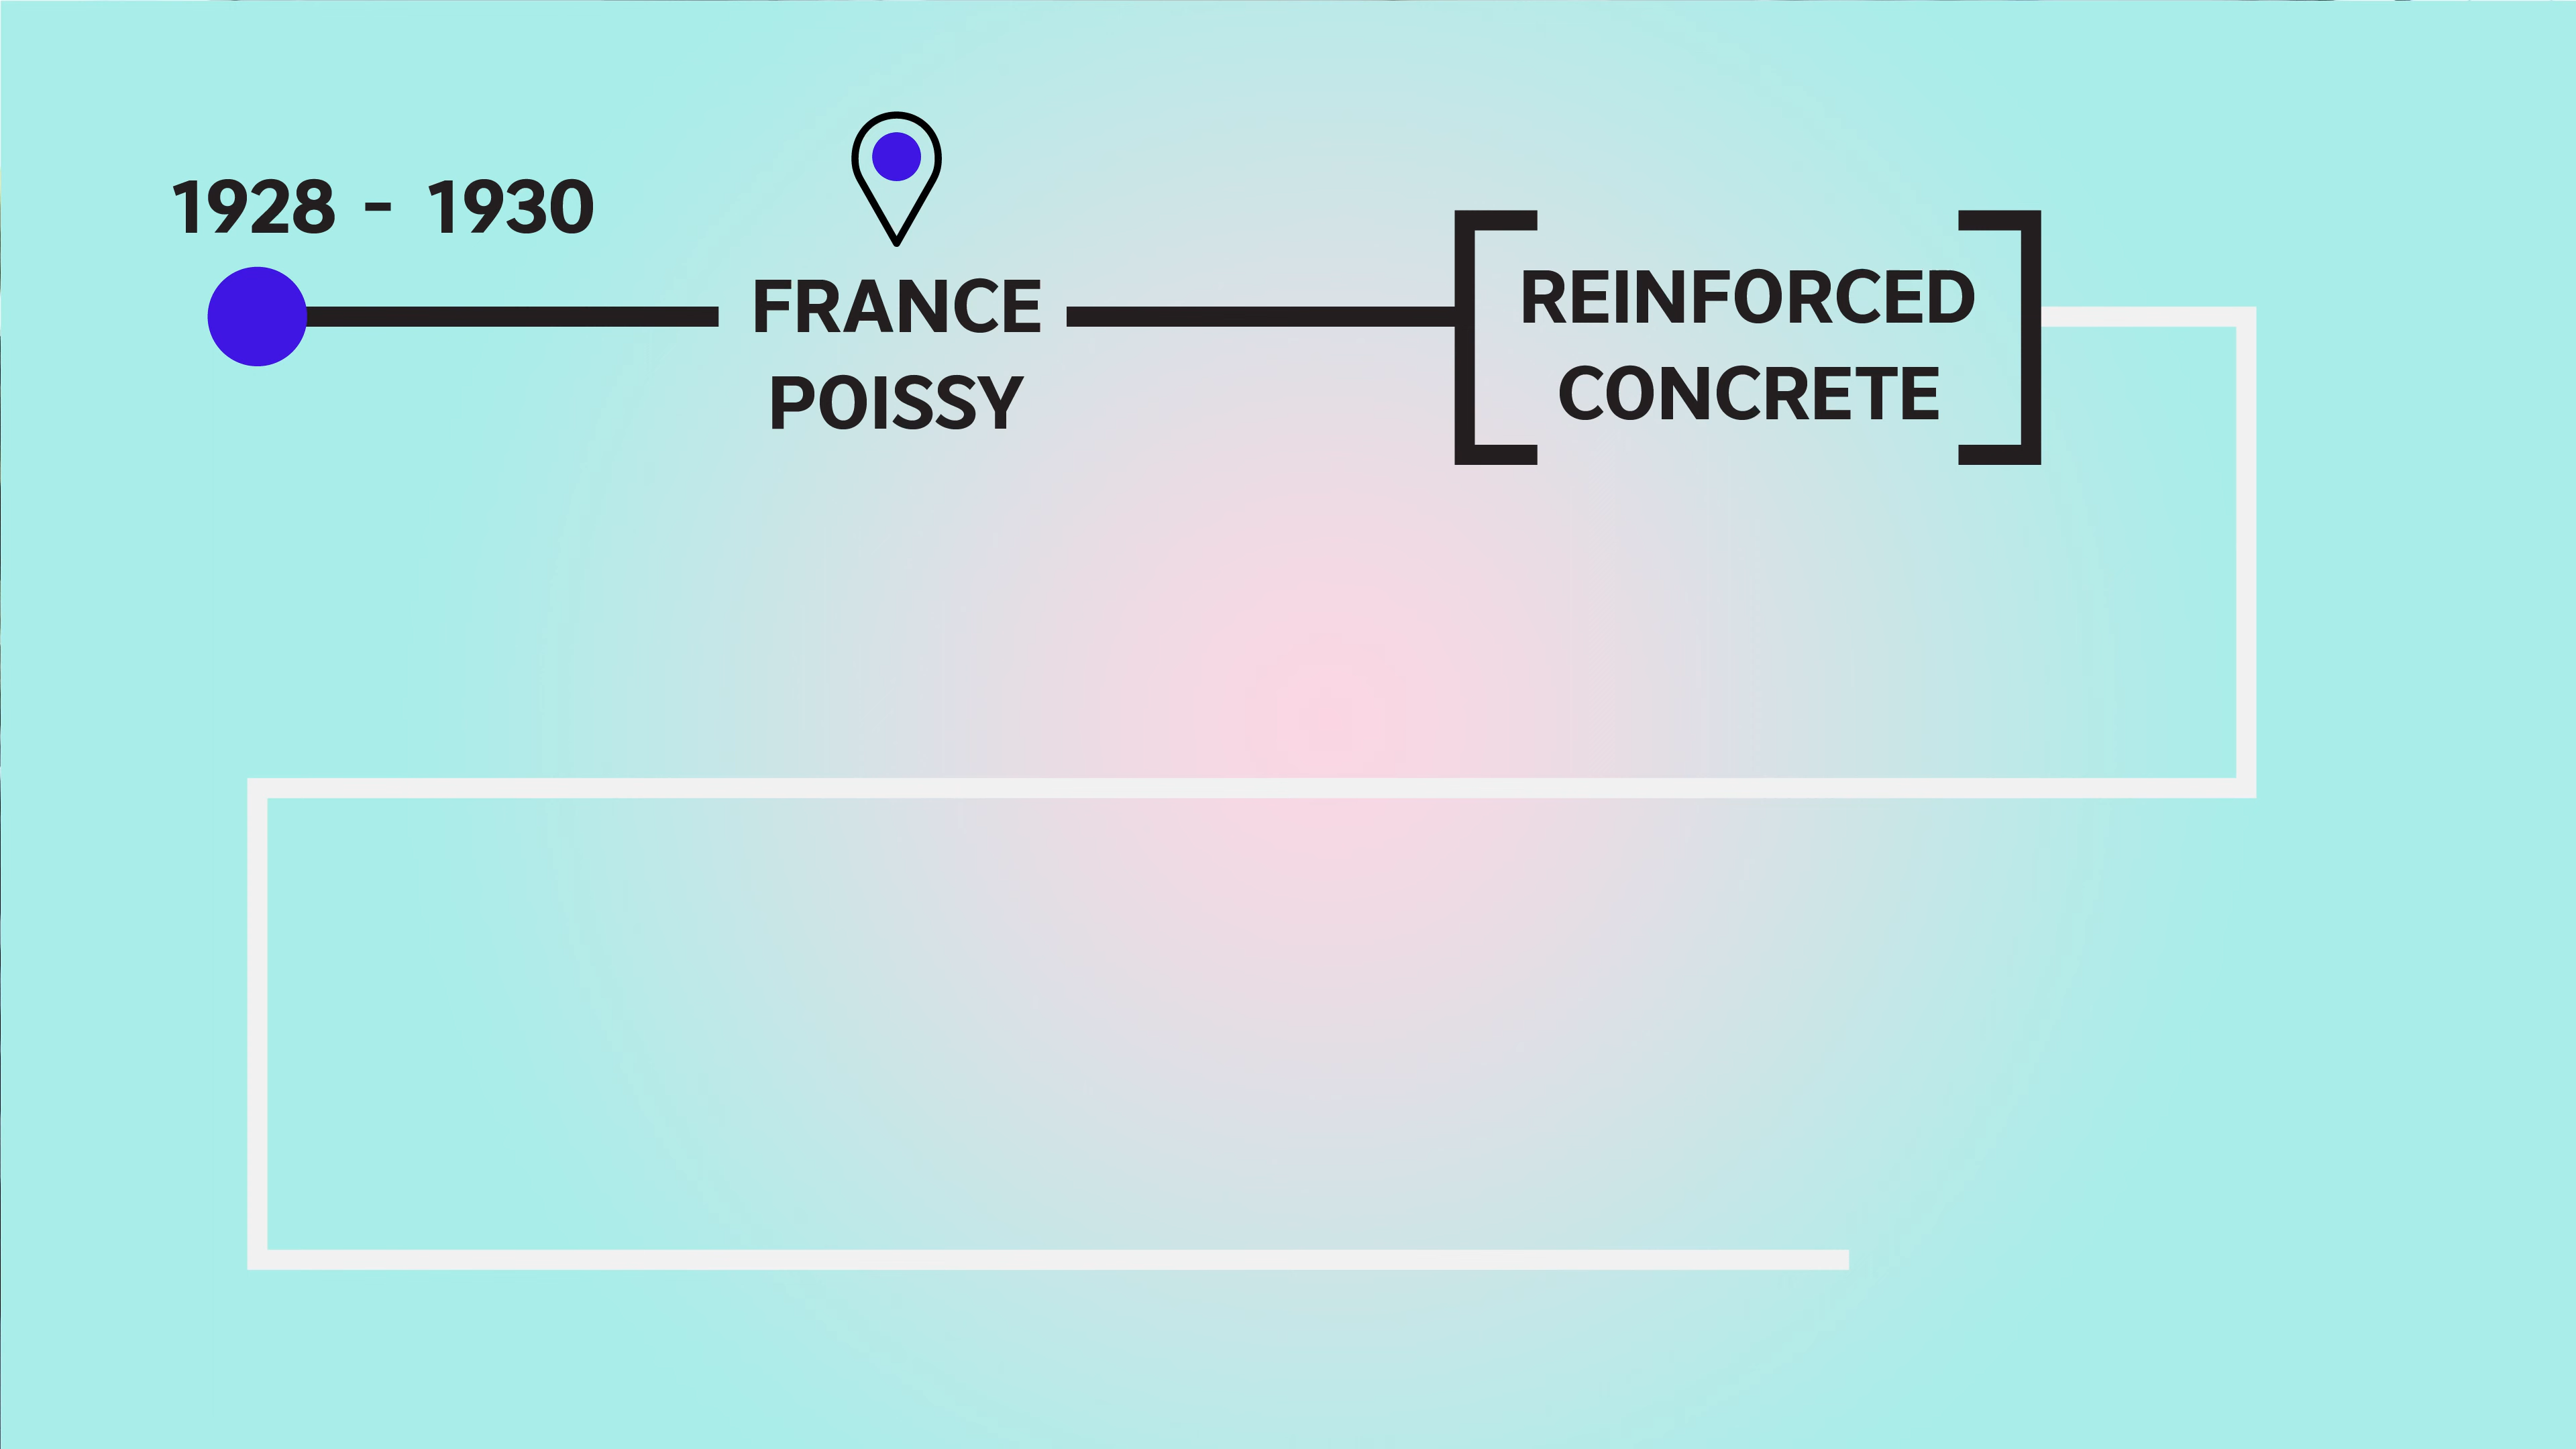 1928 - 1930
FRANCE
POISSY
REINFORCED
CONCRETE